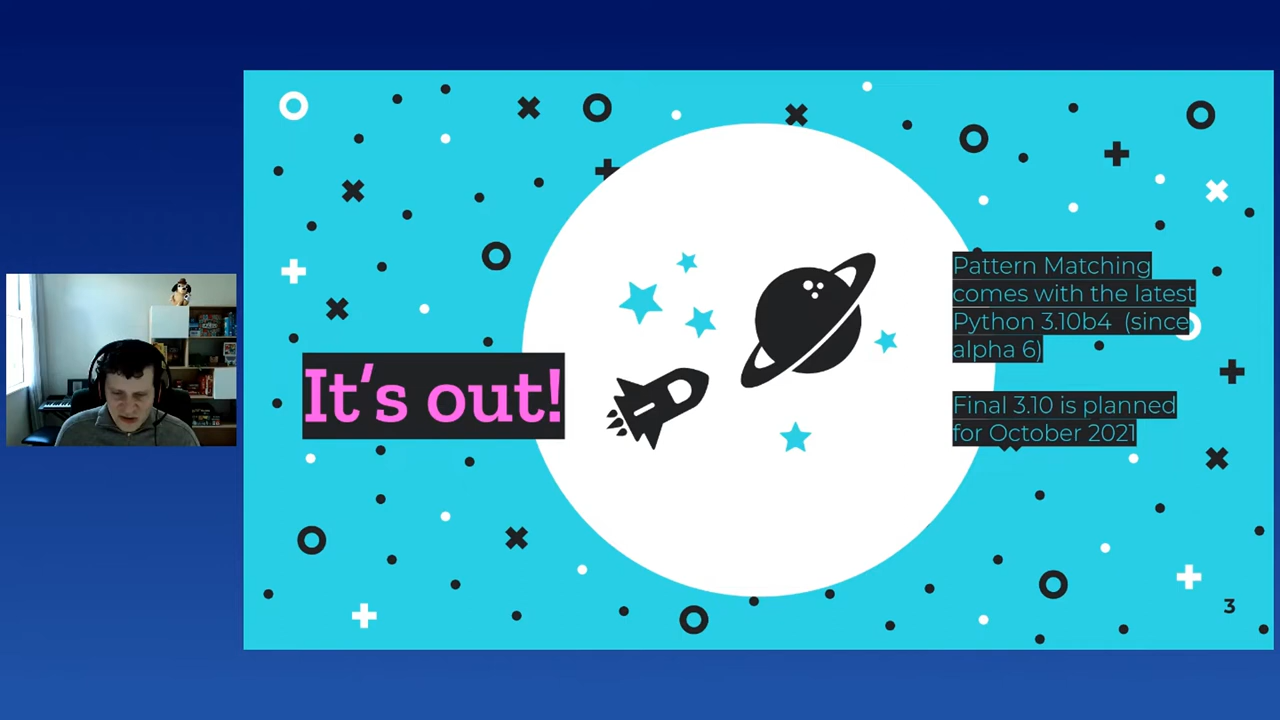 It's out!
Pattern Matching
comes with the latest
Python 3.10b4 (since
alpha 6)
Final 3.10 is planned
for October 2021
3